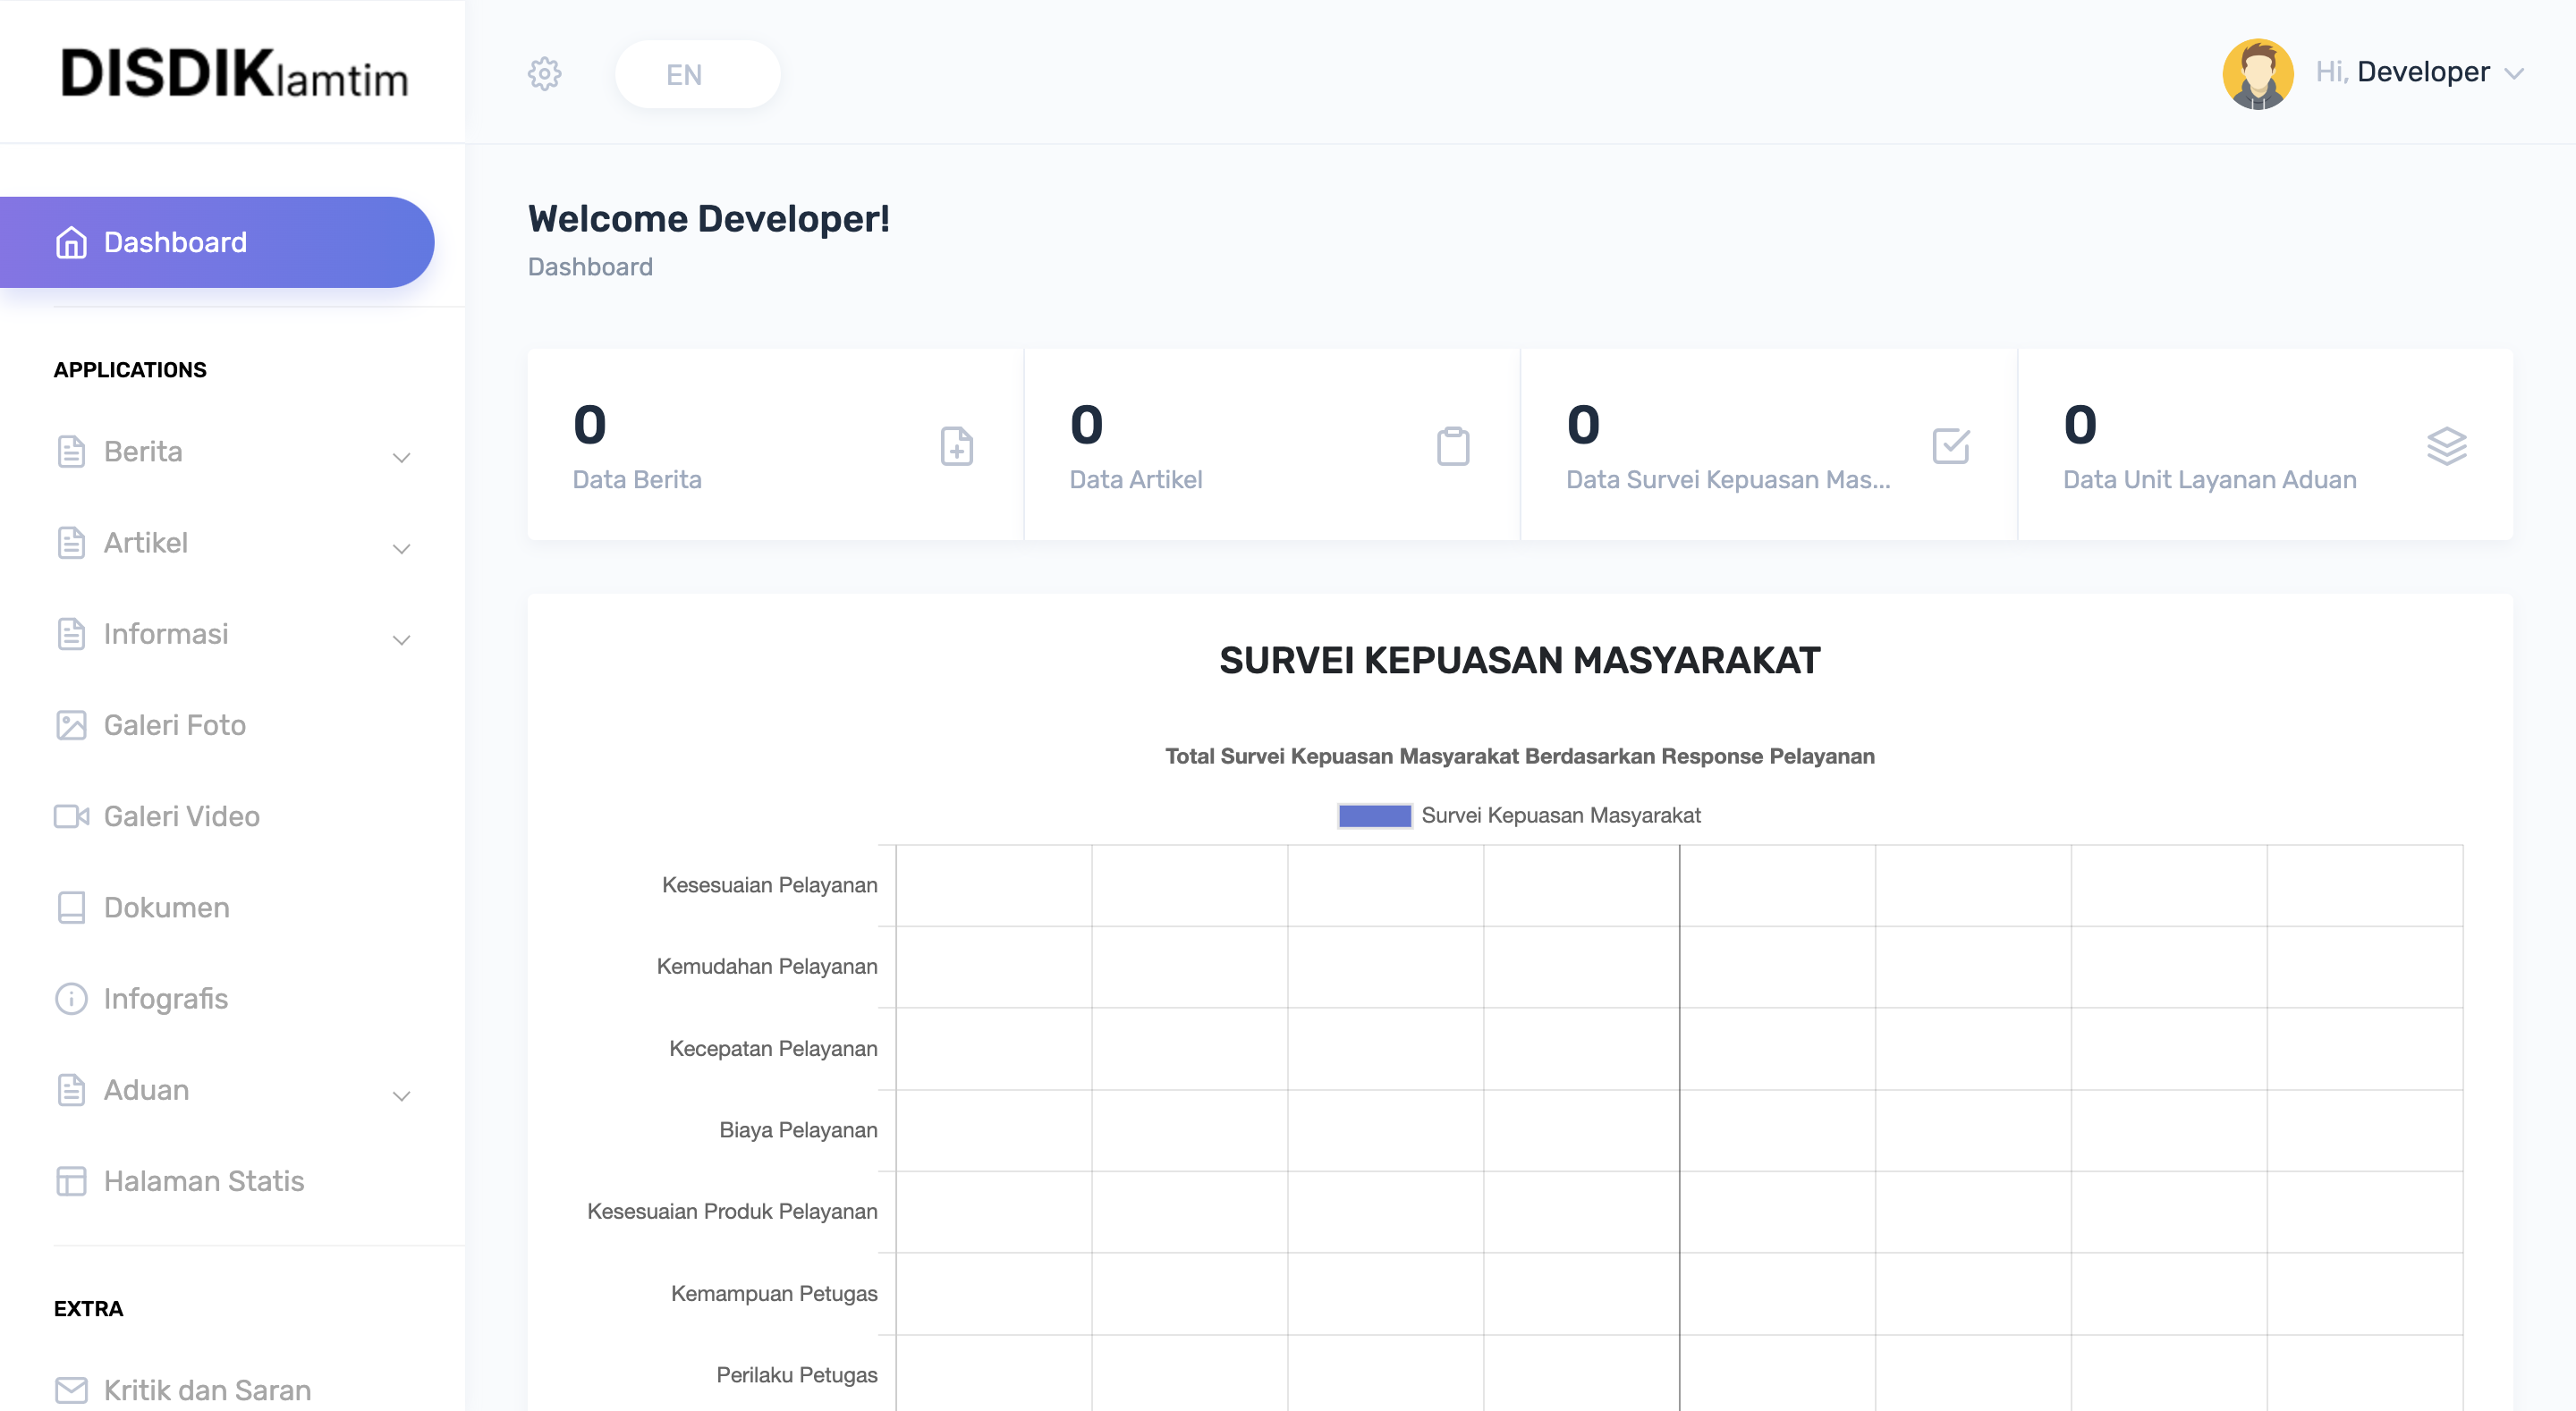 DISDIKlamtim
EN
Hi, Developer
Dashboard
APPLICATIONS
Berita
Artikel
Informasi
Galeri Foto
Galeri Video
Dokumen
Infografis
Aduan
Halaman Statis
EXTRA
Kritik dan Saran
Welcome Developer!
Dashboard
0
Data Berita
0
Data Artikel
0
Data Survei Kepuasan Mas...
0
Data Unit Layanan Aduan
SURVEI KEPUASAN MASYARAKAT
Total Survei Kepuasan Masyarakat Berdasarkan Response Pelayanan
Survei Kepuasan Masyarakat
Kesesuaian Pelayanan
Kemudahan Pelayanan
Kecepatan Pelayanan
Biaya Pelayanan
Kesesuaian Produk Pelayanan
Kemampuan Petugas
Perilaku Petugas